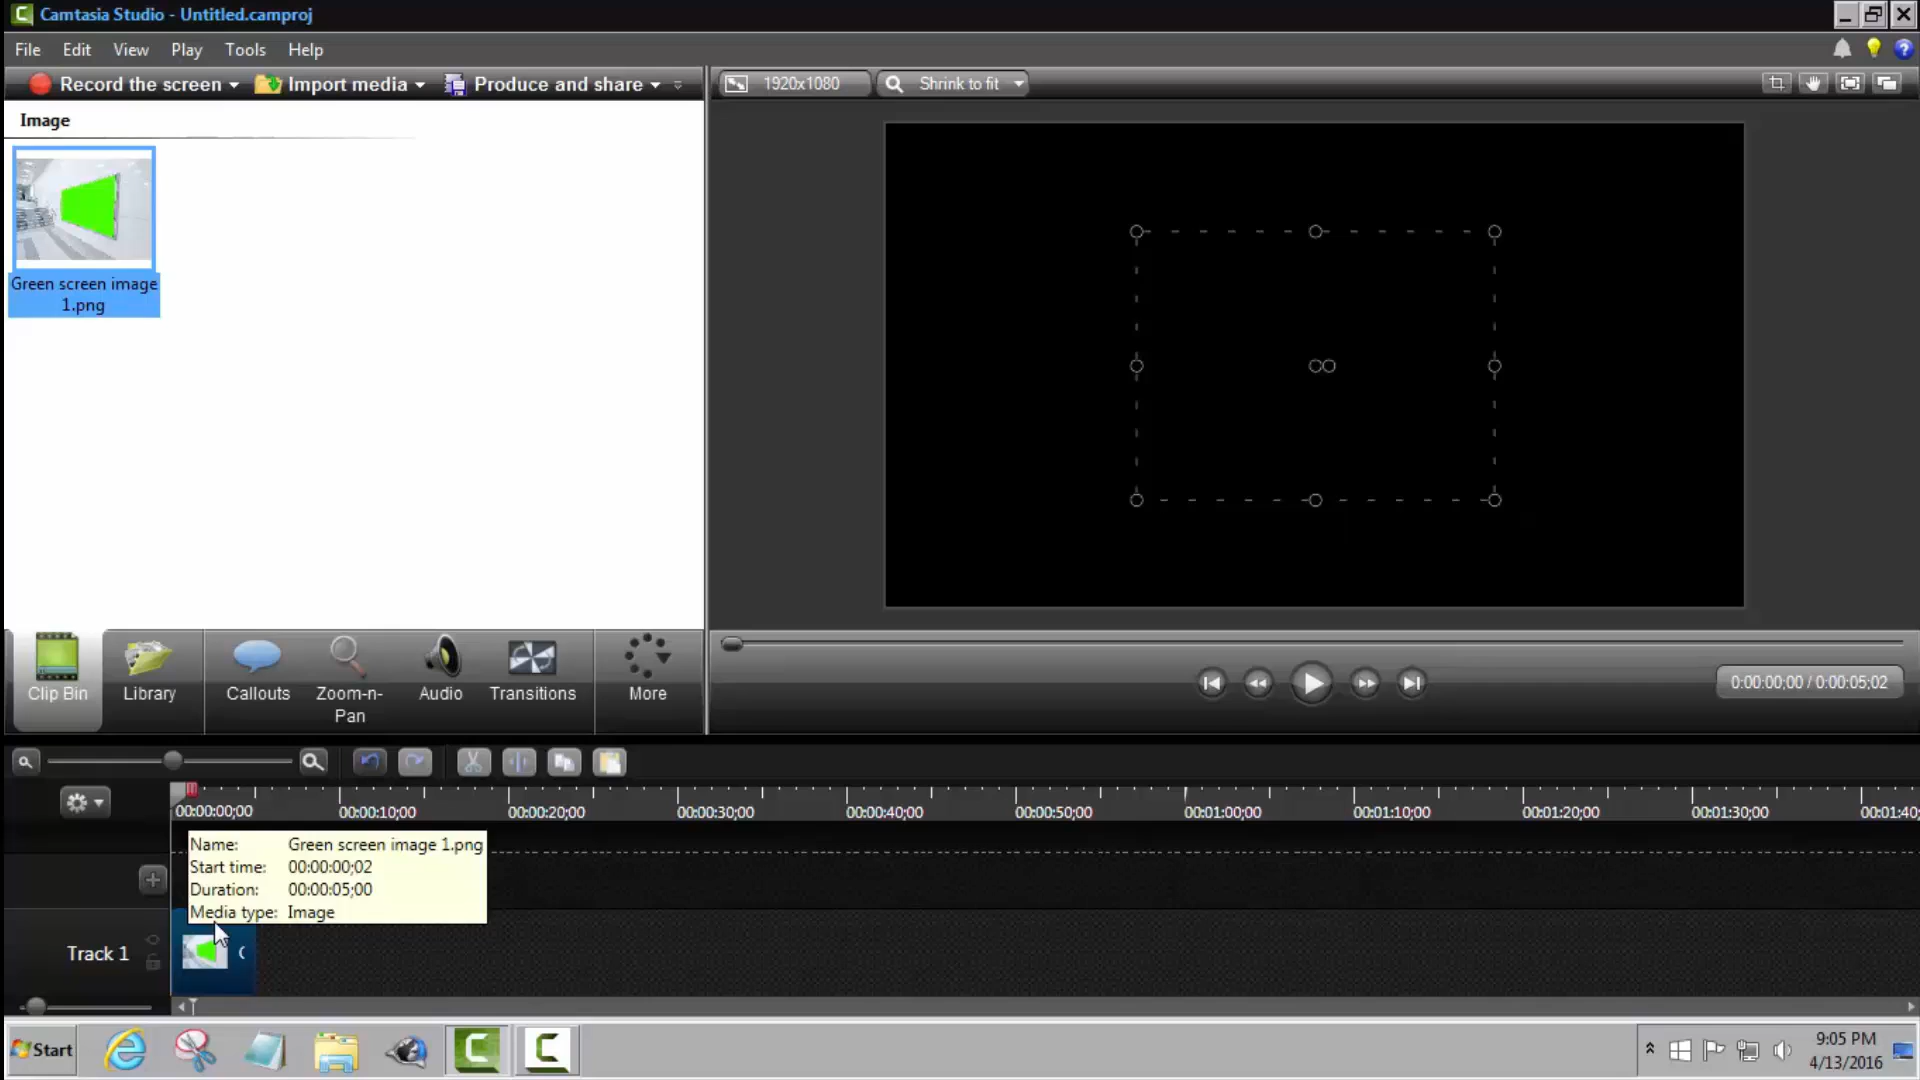 Camtasia Studio - Untitled.camproj
File Edit View Play Tools Help
Record the screen Import media Produce and share
1920x1080 Shrink to fit
Image
Green screen image
1.png
Clip Bin Library Callouts Zoom-n-
Pan Audio Transitions More
0:00:00;00 / 0:00:05;02
00:00:00;00 00:00:10;00 00:00:20;00 00:00:30;00 00:00:40;00 00:00:50;00 00:01:00;00 00:01:10;00 00:01:20;00 00:01:30;00 00:01:40;
Name: Green screen image 1.png
Start time: 00:00:00;02
Duration: 00:00:05;00
Media type: Image
Track 1
Start
9:05 PM
4/13/2016